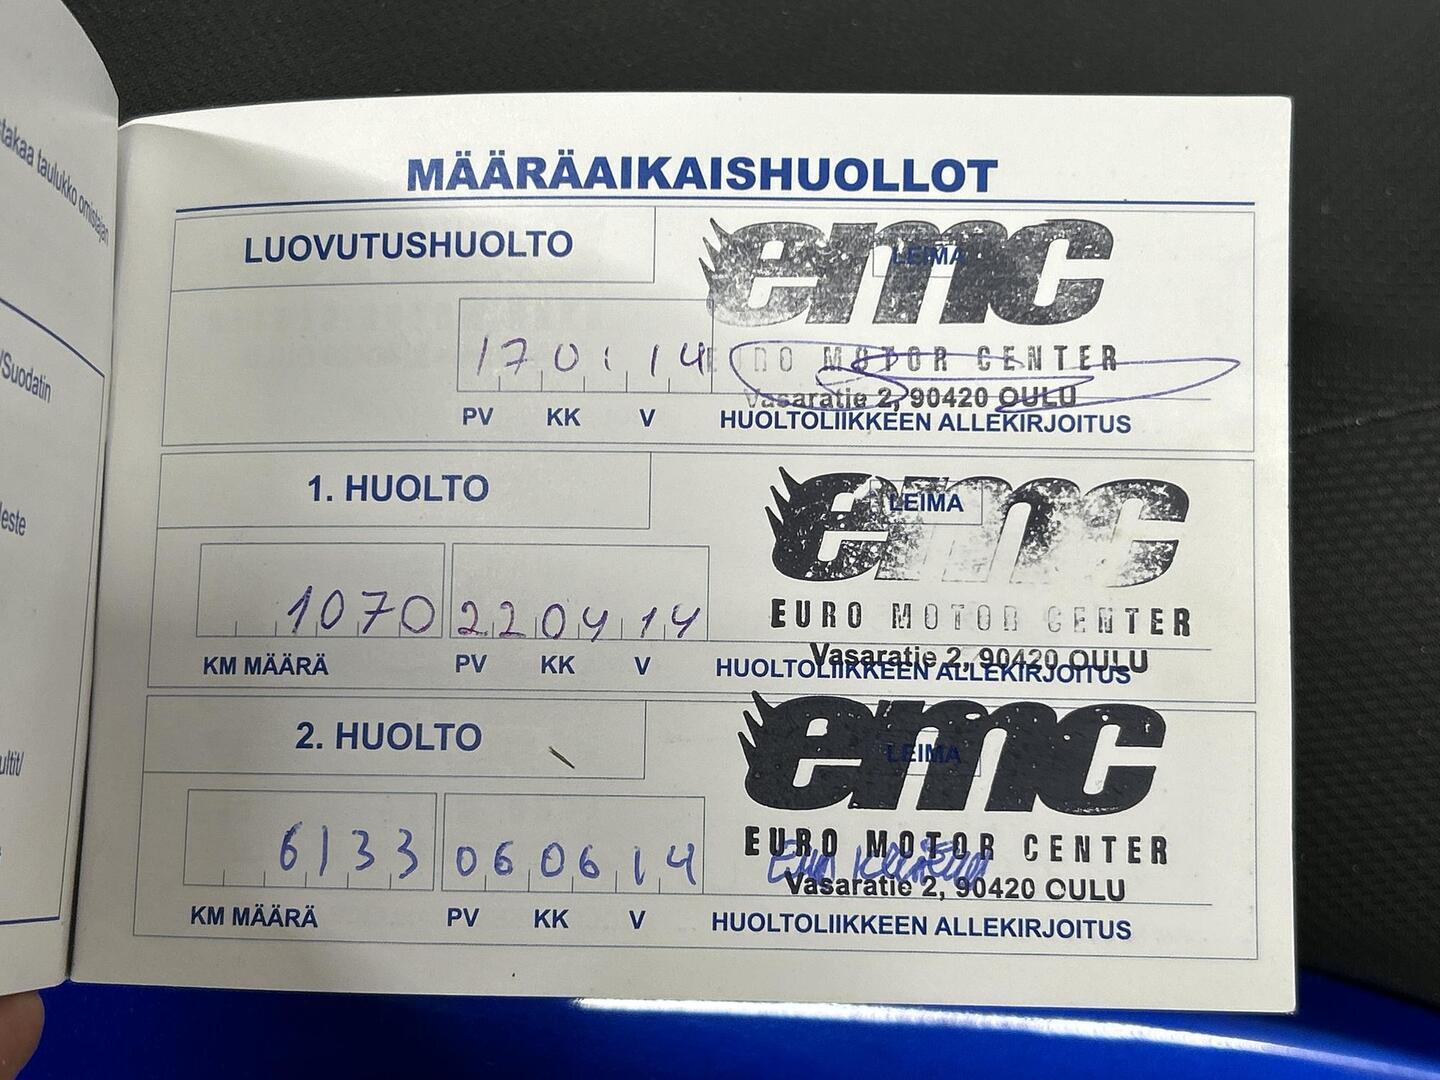 takaa taulukko omistajan
/Suodatin
este
ultit/
MÄÄRÄAIKAISHUOLLOT
LUOVUTUSHUOLTO
emc
LEIMA
17 01 14
EURO MOTOR CENTER
Vasaratie 2, 90420 OULU
PV KK V HUOLTOLIIKKEEN ALLEKIRJOITUS
1. HUOLTO
emc
LEIMA
1070 22 04 14
EURO MOTOR CENTER
Vasaratie 2, 90420 OULU
KM MÄÄRÄ PV KK V HUOLTOLIIKKEEN ALLEKIRJOITUS
2. HUOLTO
emc
LEIMA
6133 06 06 14
EURO MOTOR CENTER
Vasaratie 2, 90420 OULU
KM MÄÄRÄ PV KK V HUOLTOLIIKKEEN ALLEKIRJOITUS